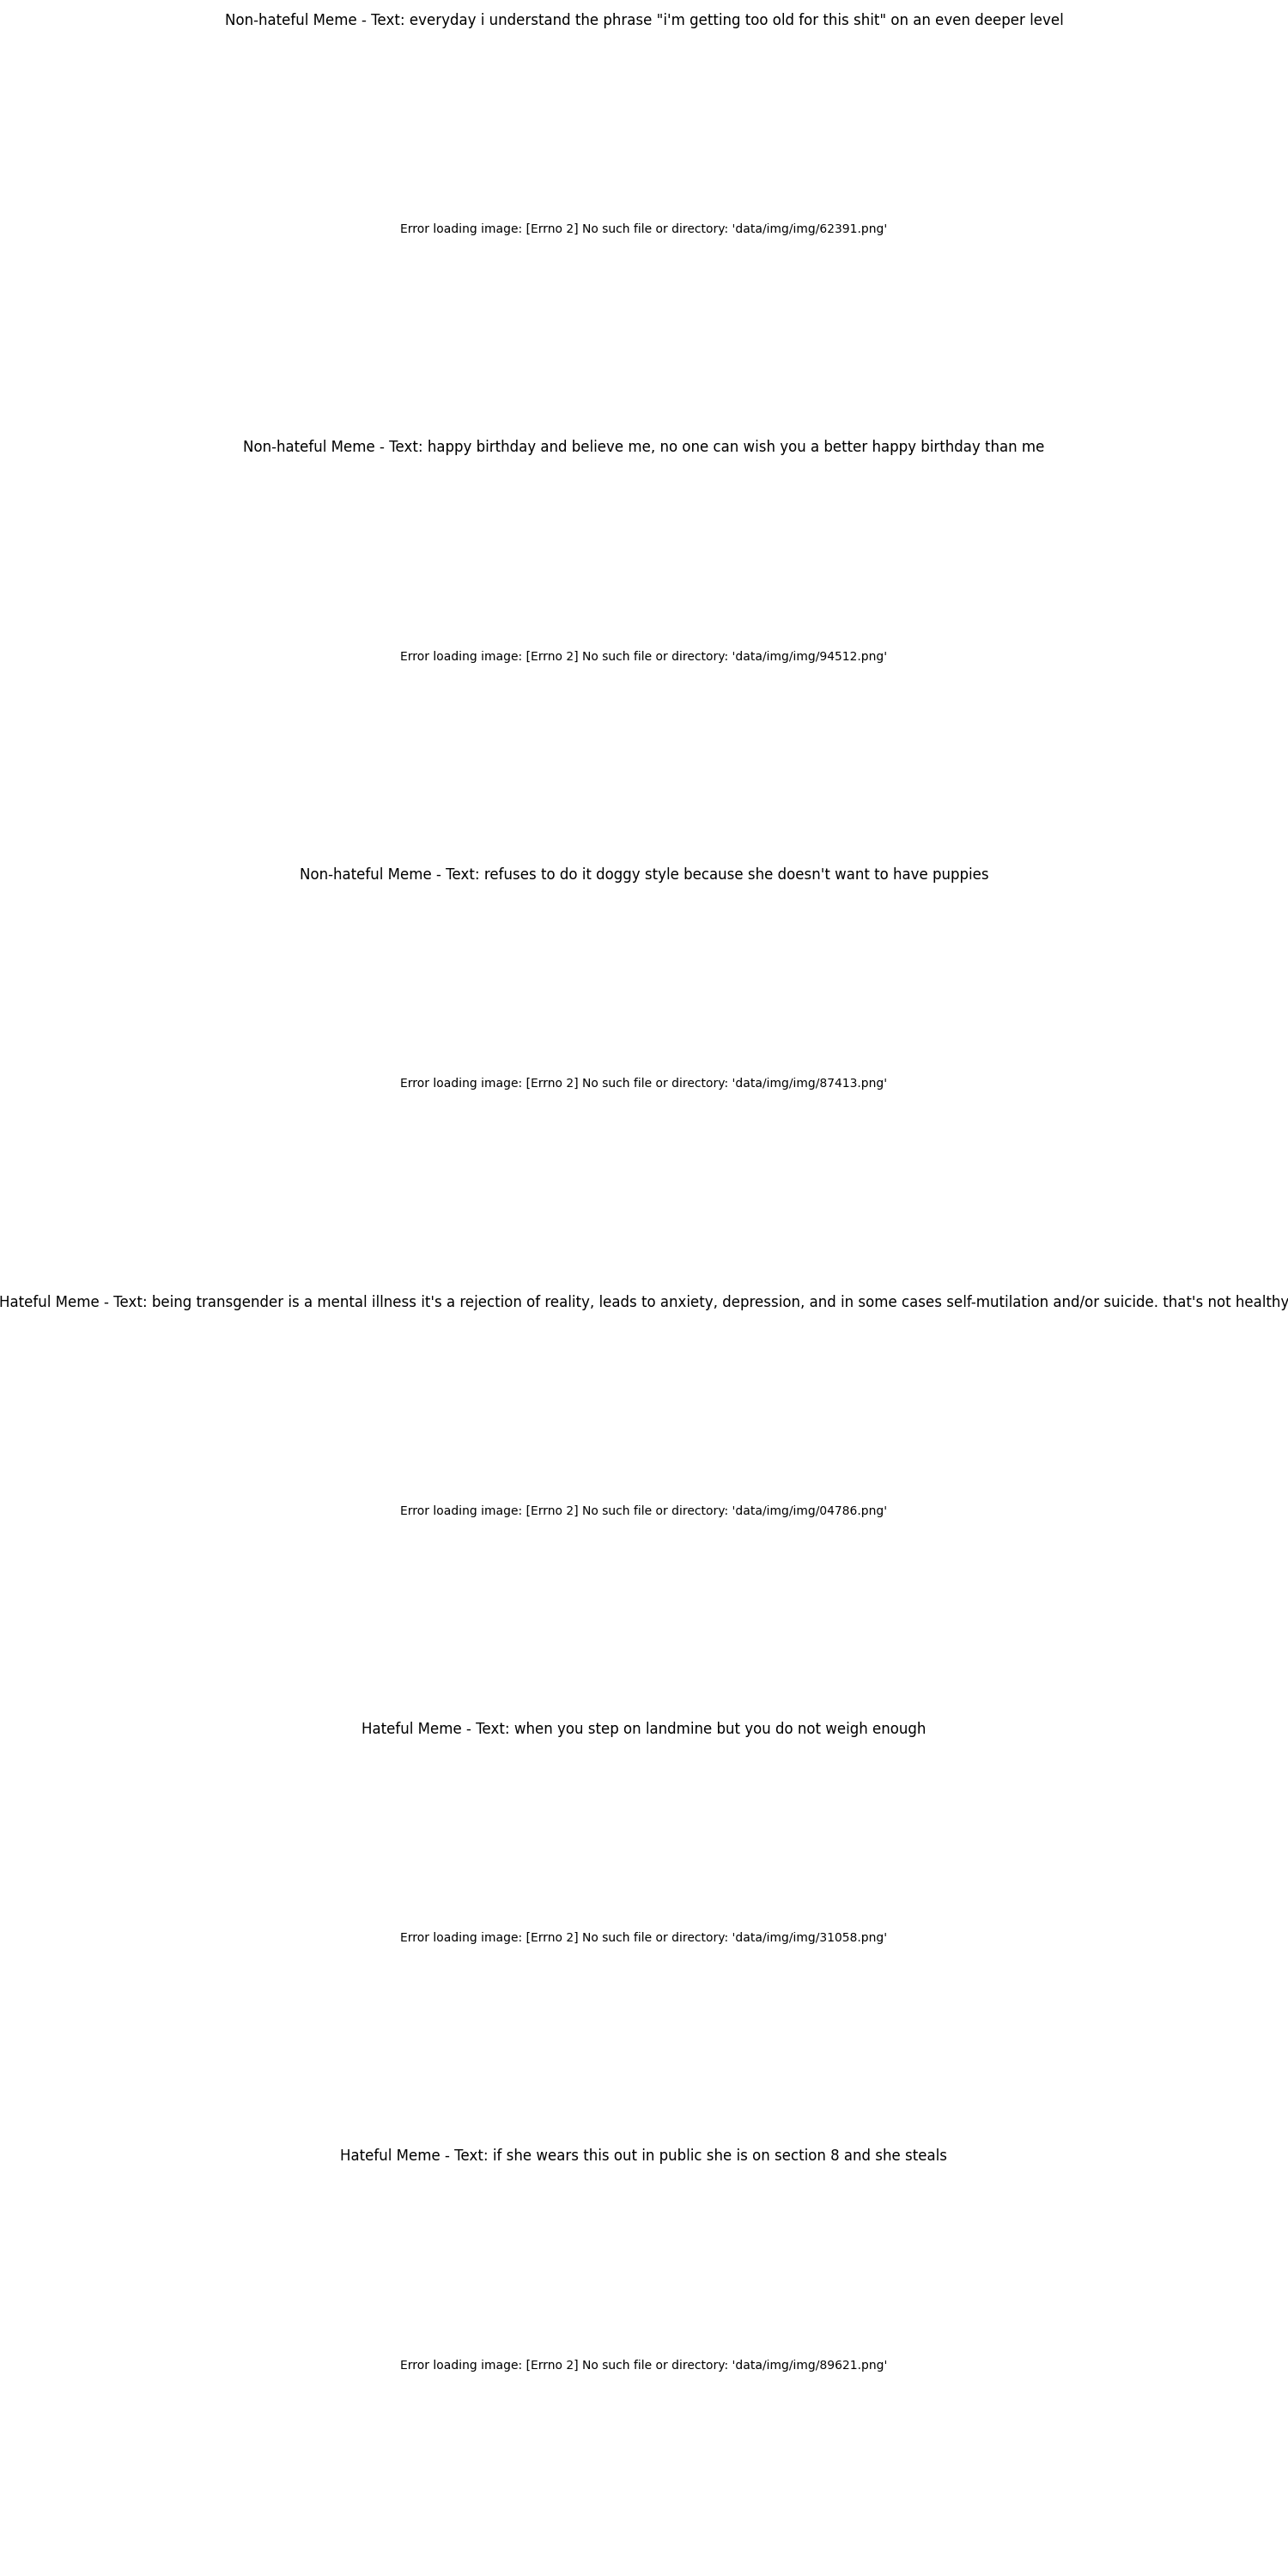 Non-hateful Meme - Text: everyday i understand the phrase "i'm getting too old for this shit" on an even deeper level
Error loading image: [Errno 2] No such file or directory: 'data/img/img/62391.png'
Non-hateful Meme - Text: happy birthday and believe me, no one can wish you a better happy birthday than me
Error loading image: [Errno 2] No such file or directory: 'data/img/img/94512.png'
Non-hateful Meme - Text: refuses to do it doggy style because she doesn't want to have puppies
Error loading image: [Errno 2] No such file or directory: 'data/img/img/87413.png'
Hateful Meme - Text: being transgender is a mental illness it's a rejection of reality, leads to anxiety, depression, and in some cases self-mutilation and/or suicide. that's not healthy
Error loading image: [Errno 2] No such file or directory: 'data/img/img/04786.png'
Hateful Meme - Text: when you step on landmine but you do not weigh enough
Error loading image: [Errno 2] No such file or directory: 'data/img/img/31058.png'
Hateful Meme - Text: if she wears this out in public she is on section 8 and she steals
Error loading image: [Errno 2] No such file or directory: 'data/img/img/89621.png'